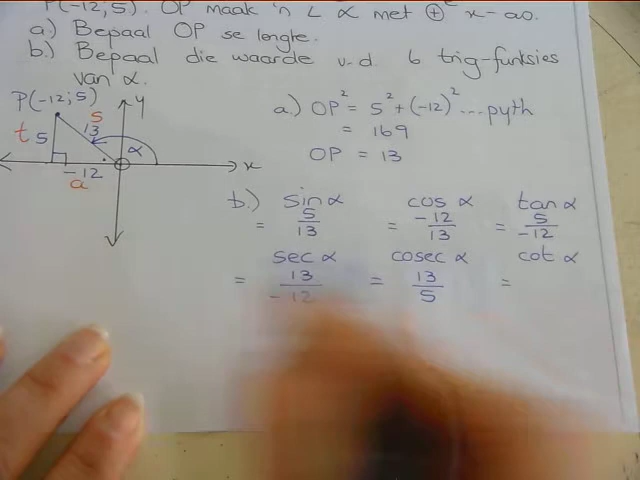 P(-12;5). OP maak 'n ∠ α met ⊕ᵉ x-as.
a.) Bepaal OP se lengte.
b.) Bepaal die waarde v.d. 6 trig-funksies
van α.
P(-12;5)
y
s
13
t 5
α
x
-12
a
a.) OP² = 5² + (-12)² ... pyth
= 169
OP = 13
b.) sin α cos α tan α
= 5/13 = -12/13 = 5/-12
sec α cosec α cot α
= 13/-12 = 13/5 =